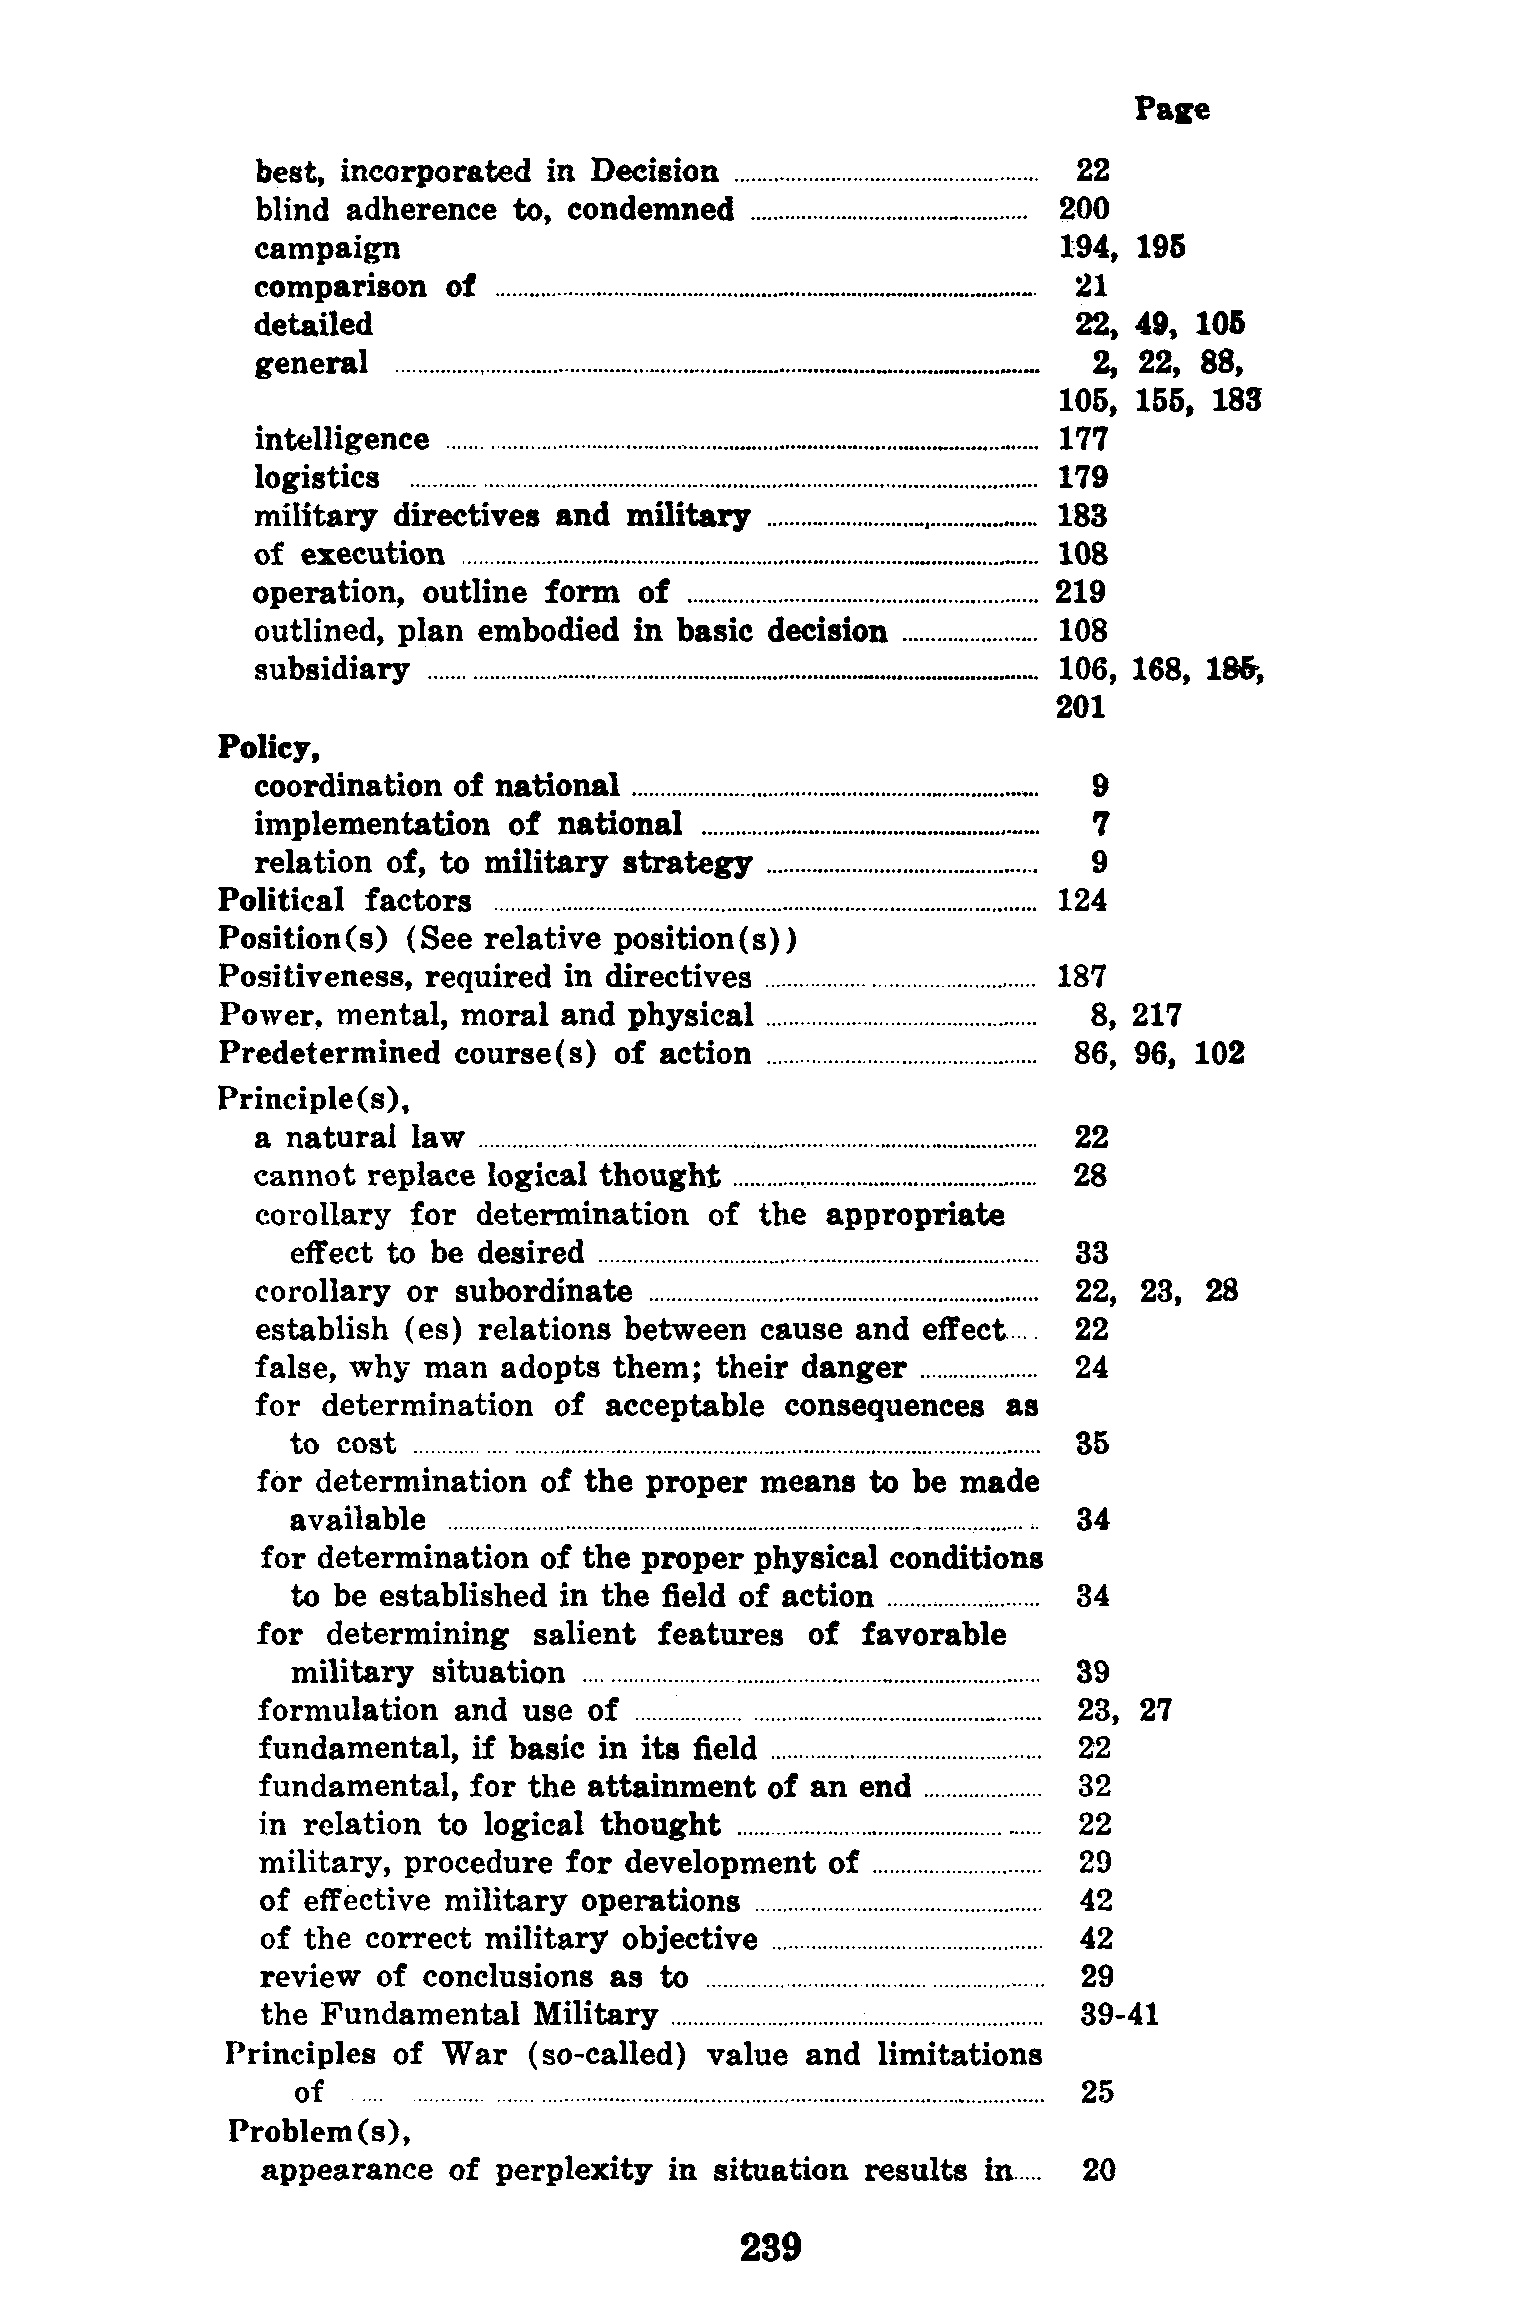 Page
best, incorporated in Decision 22
blind adherence to, condemned 200
campaign 194, 195
comparison of 21
detailed 22, 49, 105
general 2, 22, 88,
105, 155, 183
intelligence 177
logistics 179
military directives and military 183
of execution 108
operation, outline form of 219
outlined, plan embodied in basic decision 108
subsidiary 106, 168, 185,
201
Policy,
coordination of national 9
implementation of national 7
relation of, to military strategy 9
Political factors 124
Position(s) (See relative position(s))
Positiveness, required in directives 187
Power, mental, moral and physical 8, 217
Predetermined course(s) of action 86, 96, 102
Principle(s),
a natural law 22
cannot replace logical thought 28
corollary for determination of the appropriate
effect to be desired 33
corollary or subordinate 22, 23, 28
establish (es) relations between cause and effect 22
false, why man adopts them; their danger 24
for determination of acceptable consequences as
to cost 35
for determination of the proper means to be made
available 34
for determination of the proper physical conditions
to be established in the field of action 34
for determining salient features of favorable
military situation 39
formulation and use of 23, 27
fundamental, if basic in its field 22
fundamental, for the attainment of an end 32
in relation to logical thought 22
military, procedure for development of 29
of effective military operations 42
of the correct military objective 42
review of conclusions as to 29
the Fundamental Military 39-41
Principles of War (so-called) value and limitations
of 25
Problem(s),
appearance of perplexity in situation results in 20
239